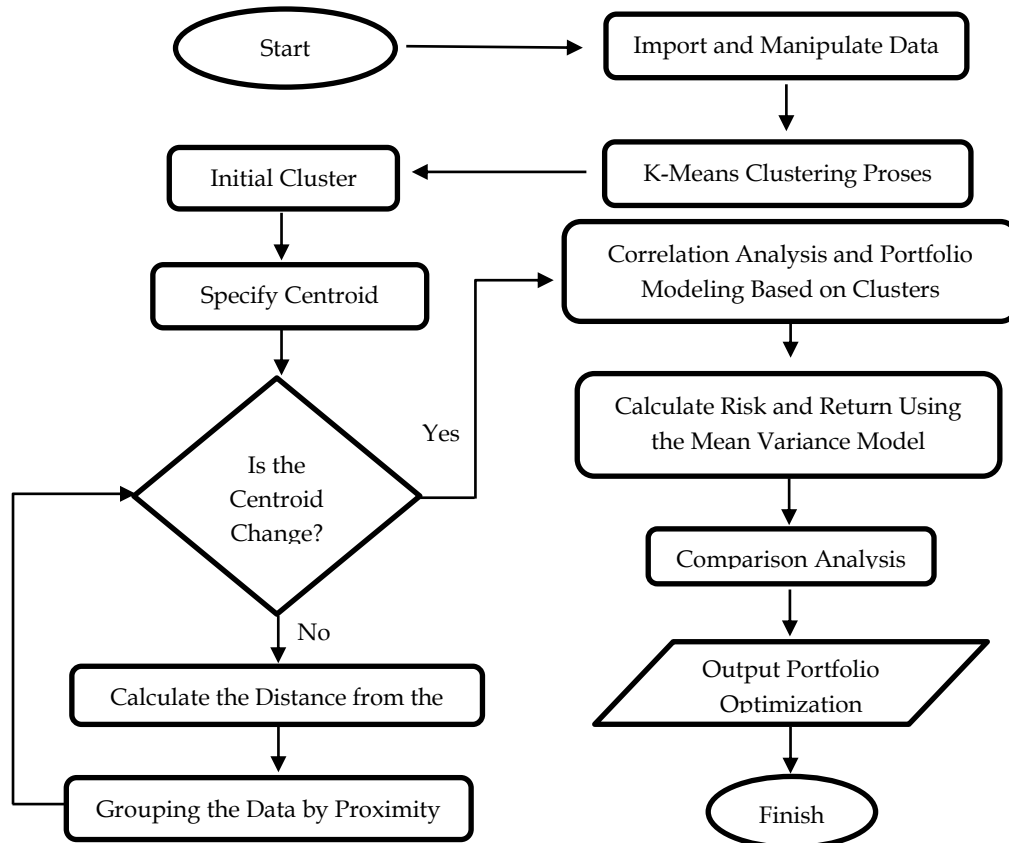 Start
Import and Manipulate Data
K-Means Clustering Proses
Initial Cluster
Specify Centroid
Is the
Centroid
Change?
Yes
No
Calculate the Distance from the
Grouping the Data by Proximity
Correlation Analysis and Portfolio
Modeling Based on Clusters
Calculate Risk and Return Using
the Mean Variance Model
Comparison Analysis
Output Portfolio
Optimization
Finish